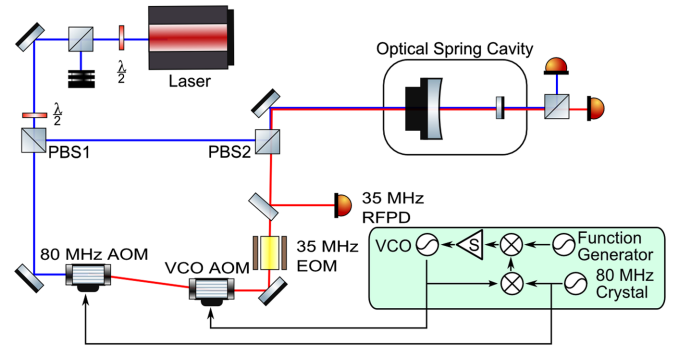 Laser
λ
2
λ
2
Optical Spring Cavity
PBS1
PBS2
35 MHz
RFPD
35 MHz
EOM
80 MHz AOM
VCO AOM
VCO
S
Function
Generator
80 MHz
Crystal